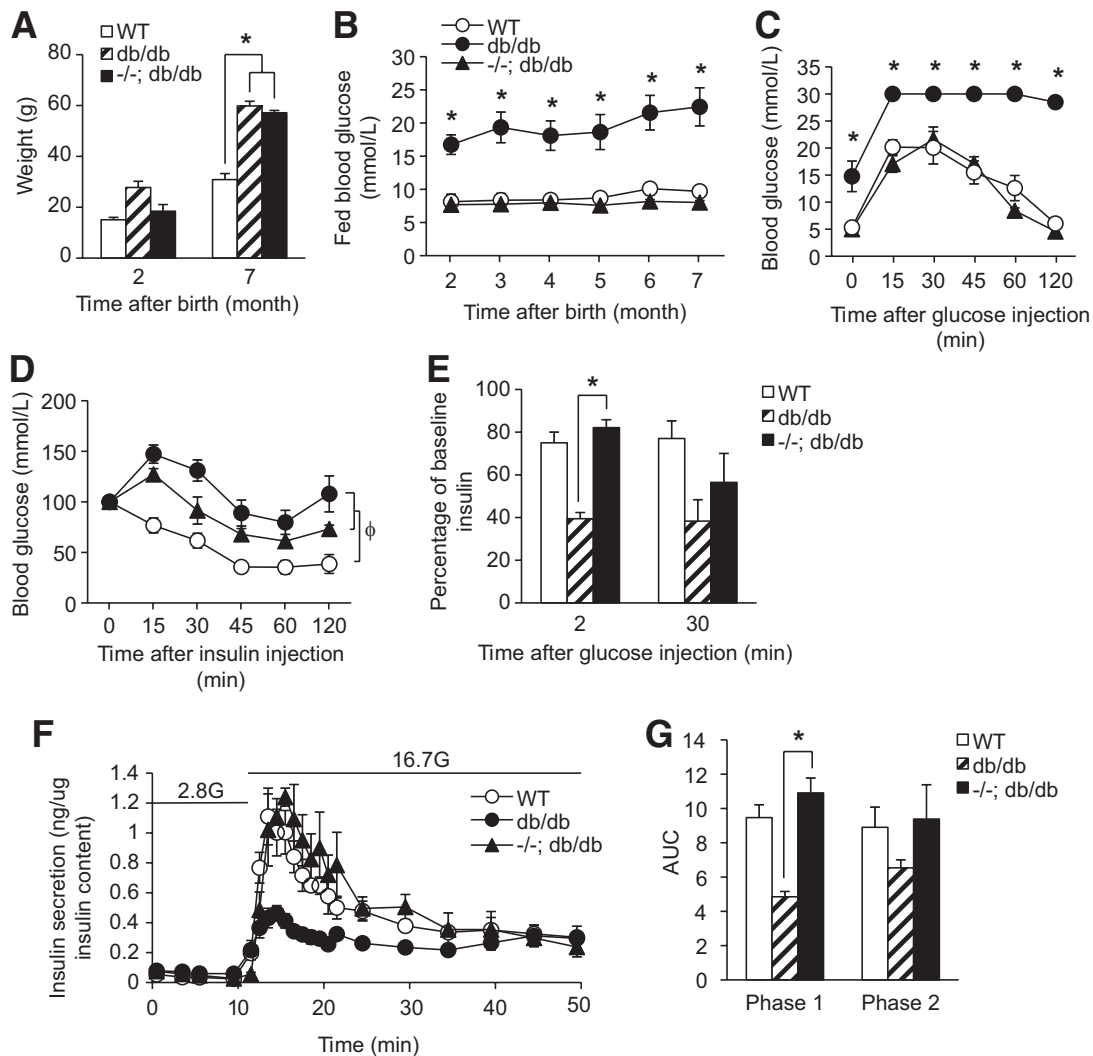 A
WT
db/db
-/-; db/db
Weight (g)
80
60
40
20
0
*
2
7
Time after birth (month)
B
WT
db/db
-/-; db/db
Fed blood glucose
(mmol/L)
30
25
20
15
10
5
0
* * * * * *
2 3 4 5 6 7
Time after birth (month)
C
Blood glucose (mmol/L)
35
30
25
20
15
10
5
0
* * * * * *
0 15 30 45 60 120
Time after glucose injection
(min)
D
Blood glucose (mmol/L)
200
150
100
50
0
ϕ
0 15 30 45 60 120
Time after insulin injection
(min)
E
Percentage of baseline
insulin
100
80
60
40
20
0
*
2
30
Time after glucose injection (min)
WT
db/db
-/-; db/db
F
Insulin secretion (ng/ug
insulin content)
1.4
1.2
1
0.8
0.6
0.4
0.2
0
2.8G
16.7G
WT
db/db
-/-; db/db
0 10 20 30 40 50
Time (min)
G
AUC
14
12
10
8
6
4
2
0
*
Phase 1 Phase 2
WT
db/db
-/-; db/db